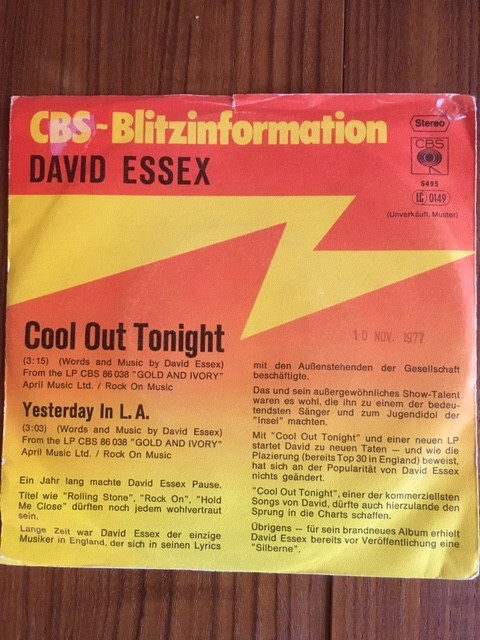 CBS-Blitzinformation
DAVID ESSEX
Stereo
CBS
5495
LC 0149
(Unverkäufl. Muster)
10 NOV. 1977
Cool Out Tonight
(3:15) (Words and Music by David Essex)
From the LP CBS 86 038 "GOLD AND IVORY"
April Music Ltd. / Rock On Music
Yesterday In L.A.
(3:03) (Words and Music by David Essex)
From the LP CBS 86 038 "GOLD AND IVORY"
April Music Ltd. / Rock On Music
Ein Jahr lang machte David Essex Pause.
Titel wie "Rolling Stone", "Rock On", "Hold
Me Close" dürften noch jedem wohlvertraut
sein.
Lange Zeit war David Essex der einzige
Musiker in England, der sich in seinen Lyrics
mit den Außenstehenden der Gesellschaft
beschäftigte.
Das und sein außergewöhnliches Show-Talent
waren es wohl, die ihn zu einem der bedeu-
tendsten Sänger und zum Jugendidol der
"Insel" machten.
Mit "Cool Out Tonight" und einer neuen LP
startet David zu neuen Taten – und wie die
Plazierung (bereits Top 30 in England) beweist,
hat sich an der Popularität von David Essex
nichts geändert.
"Cool Out Tonight", einer der kommerziellsten
Songs von David, dürfte auch hierzulande den
Sprung in die Charts schaffen.
Übrigens – für sein brandneues Album erhielt
David Essex bereits vor Veröffentlichung eine
"Silberne".